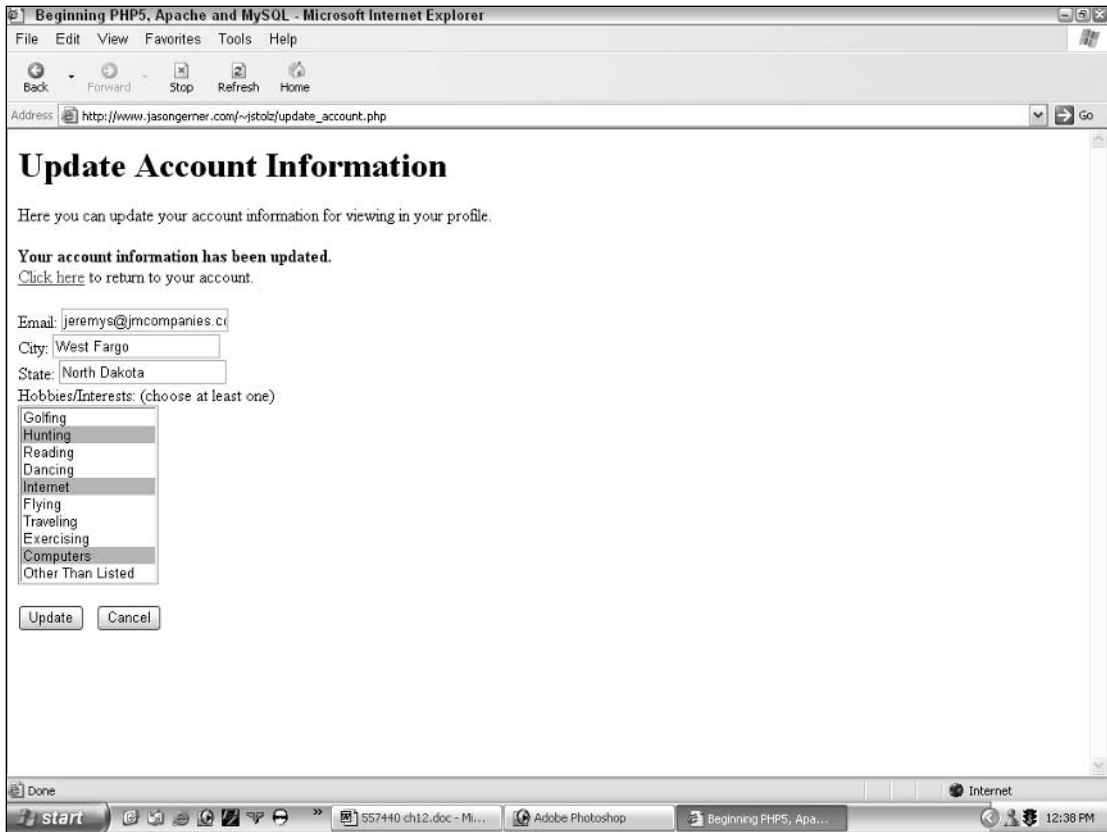 Beginning PHP5, Apache and MySQL - Microsoft Internet Explorer
File Edit View Favorites Tools Help
Back Forward Stop Refresh Home
Address http://www.jasongerner.com/~jstolz/update_account.php Go
Update Account Information
Here you can update your account information for viewing in your profile.
Your account information has been updated.
Click here to return to your account.
Email: jeremys@jmcompanies.c
City: West Fargo
State: North Dakota
Hobbies/Interests: (choose at least one)
Golfing
Hunting
Reading
Dancing
Internet
Flying
Traveling
Exercising
Computers
Other Than Listed
Update Cancel
Done Internet
start » 557440 ch12.doc - Mi... Adobe Photoshop Beginning PHP5, Apa... 12:38 PM